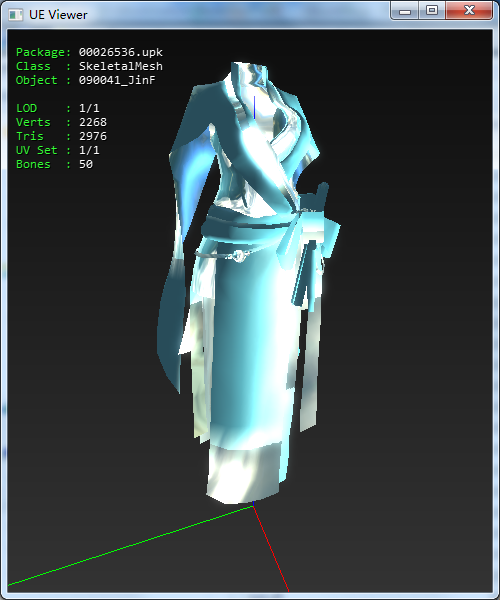 UE Viewer
Package: 00026536.upk
Class  : SkeletalMesh
Object : 090041_JinF
LOD    : 1/1
Verts  : 2268
Tris   : 2976
UV Set : 1/1
Bones  : 50